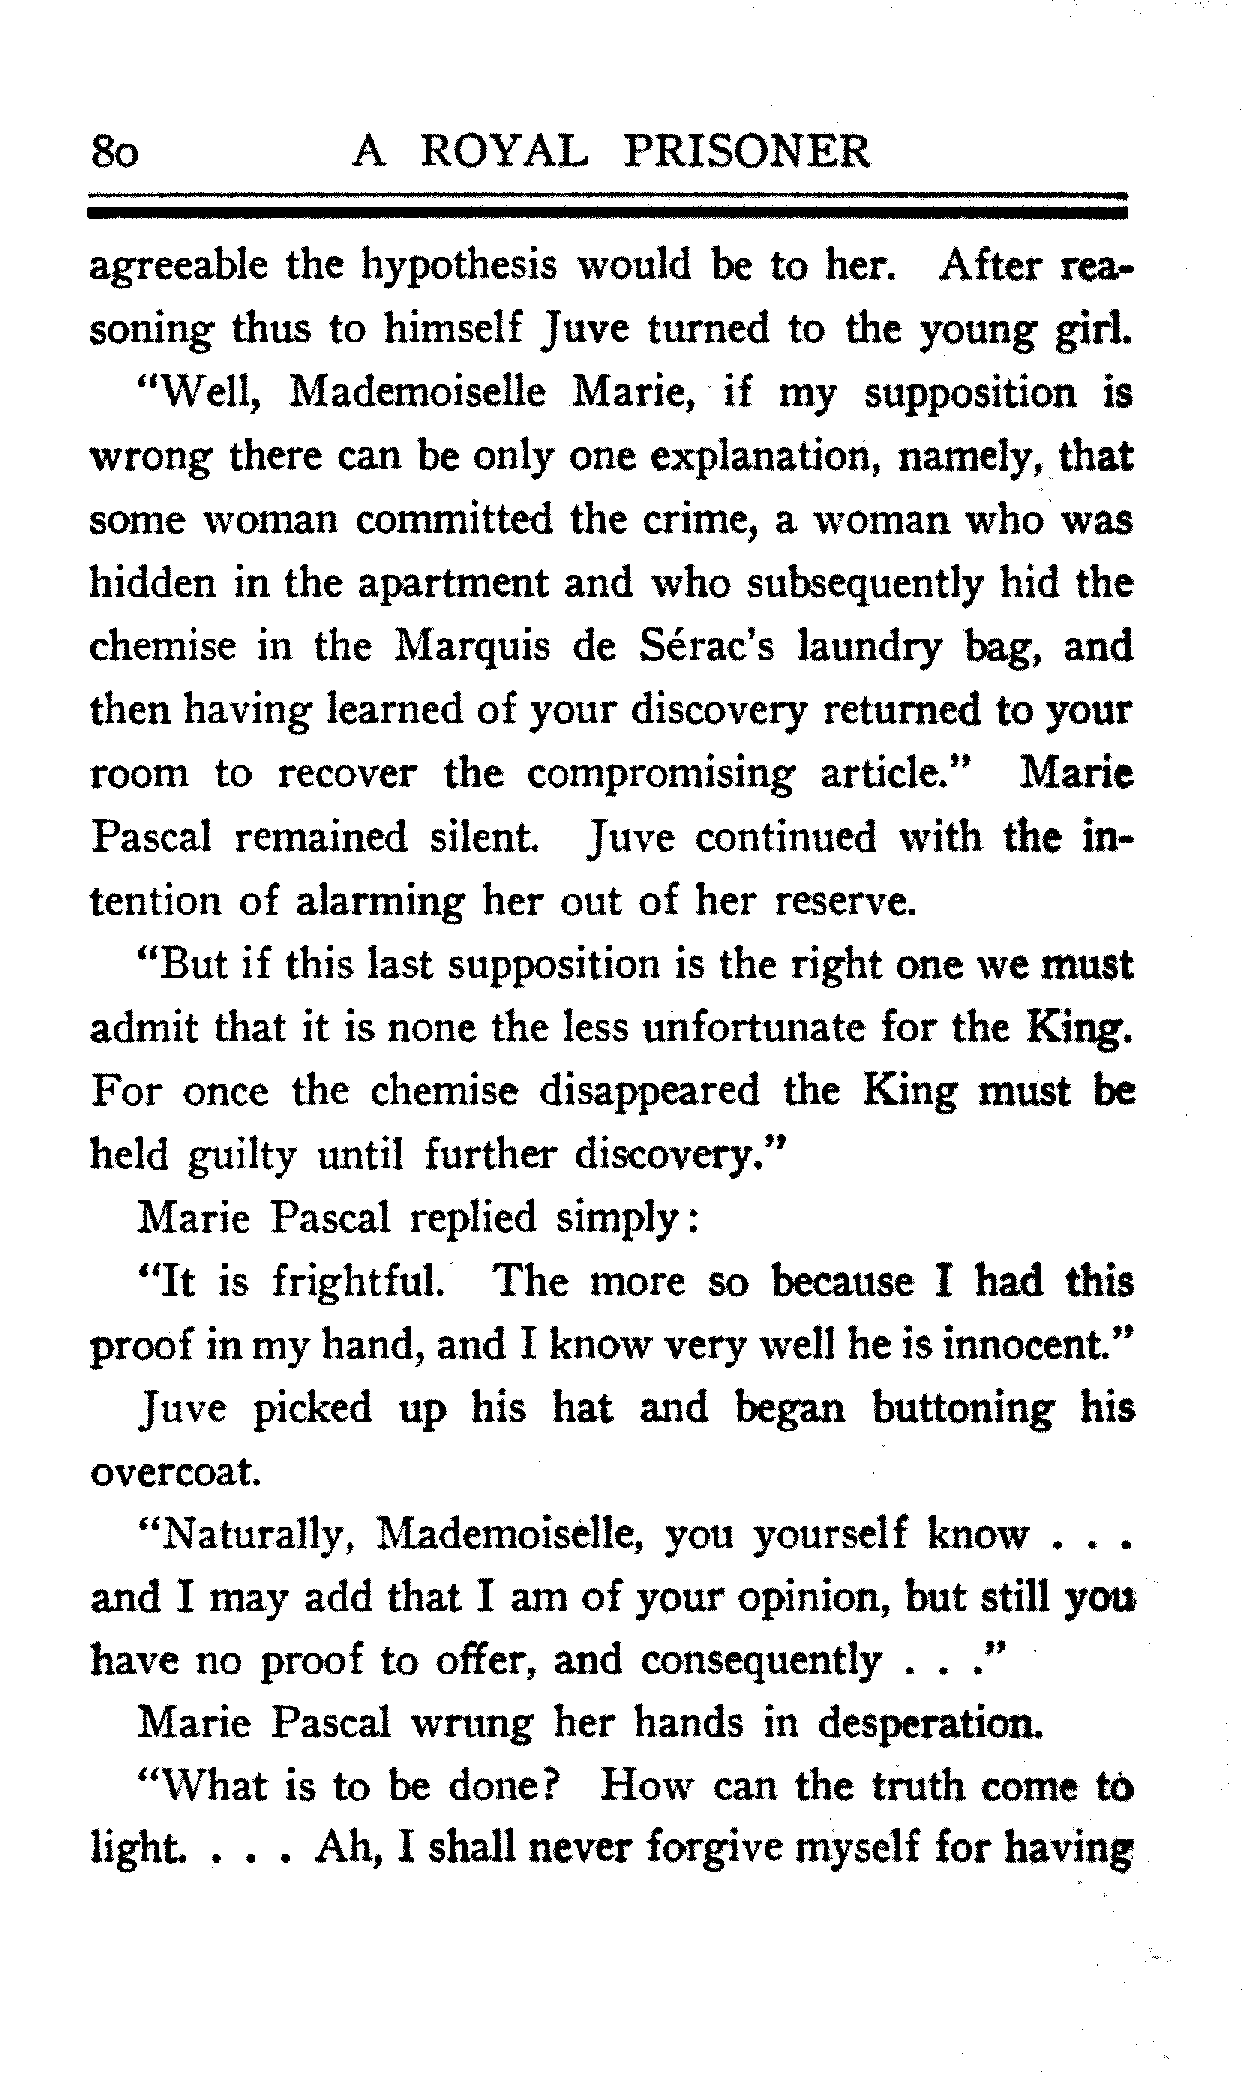 80 A ROYAL PRISONER
agreeable the hypothesis would be to her. After rea-
soning thus to himself Juve turned to the young girl.
“Well, Mademoiselle Marie, if my supposition is
wrong there can be only one explanation, namely, that
some woman committed the crime, a woman who was
hidden in the apartment and who subsequently hid the
chemise in the Marquis de Sérac’s laundry bag, and
then having learned of your discovery returned to your
room to recover the compromising article.” Marie
Pascal remained silent. Juve continued with the in-
tention of alarming her out of her reserve.
“But if this last supposition is the right one we must
admit that it is none the less unfortunate for the King.
For once the chemise disappeared the King must be
held guilty until further discovery.”
Marie Pascal replied simply:
“It is frightful. The more so because I had this
proof in my hand, and I know very well he is innocent.”
Juve picked up his hat and began buttoning his
overcoat.
“Naturally, Mademoiselle, you yourself know . . .
and I may add that I am of your opinion, but still you
have no proof to offer, and consequently . . .”
Marie Pascal wrung her hands in desperation.
“What is to be done? How can the truth come to
light. . . . Ah, I shall never forgive myself for having